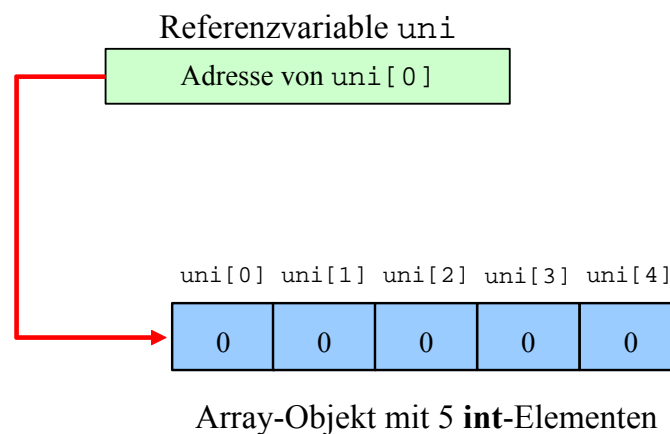 Referenzvariable uni
Adresse von uni[0]
uni[0] uni[1] uni[2] uni[3] uni[4]
0 0 0 0 0
Array-Objekt mit 5 int-Elementen